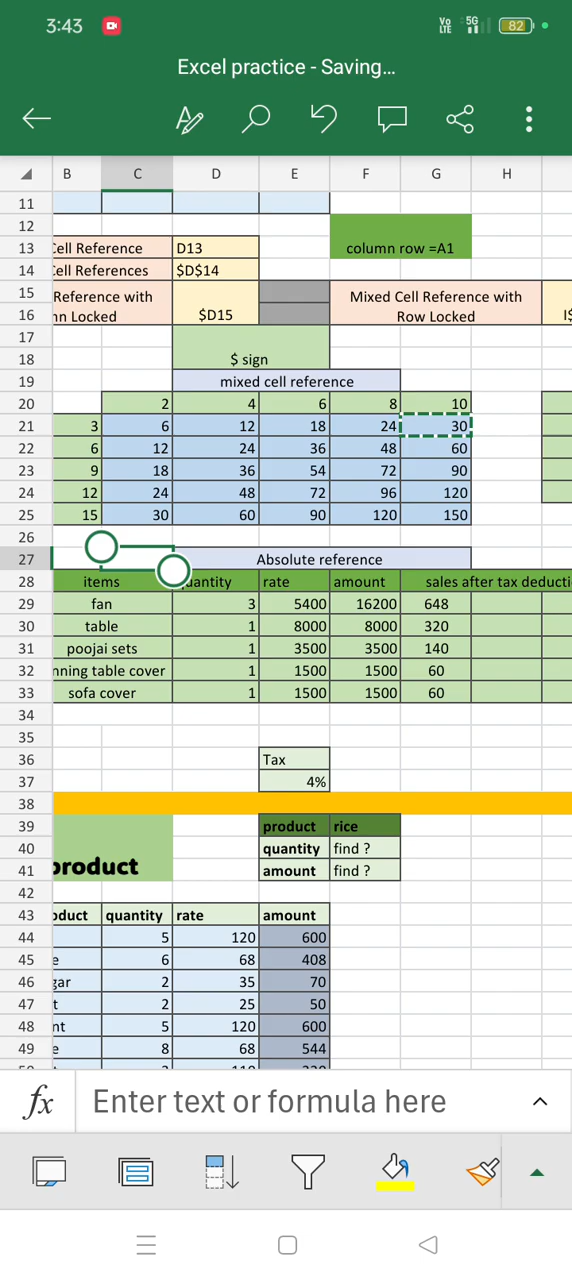 3:43 Vo LTE 5G 82
Excel practice - Saving...
B C D E F G H
11
12
13 Cell Reference D13 column row =A1
14 Cell References $D$14
15 Reference with Mixed Cell Reference with
16 nn Locked $D15 Row Locked I$
17
18 $ sign
19 mixed cell reference
20 2 4 6 8 10
21 3 6 12 18 24 30
22 6 12 24 36 48 60
23 9 18 36 54 72 90
24 12 24 48 72 96 120
25 15 30 60 90 120 150
26
27 Absolute reference
28 items quantity rate amount sales after tax deducti
29 fan 3 5400 16200 648
30 table 1 8000 8000 320
31 poojai sets 1 3500 3500 140
32 nning table cover 1 1500 1500 60
33 sofa cover 1 1500 1500 60
34
35
36 Tax
37 4%
38
39 product rice
40 quantity find ?
41 product amount find ?
42
43 oduct quantity rate amount
44 5 120 600
45 e 6 68 408
46 gar 2 35 70
47 t 2 25 50
48 nt 5 120 600
49 e 8 68 544
fx Enter text or formula here